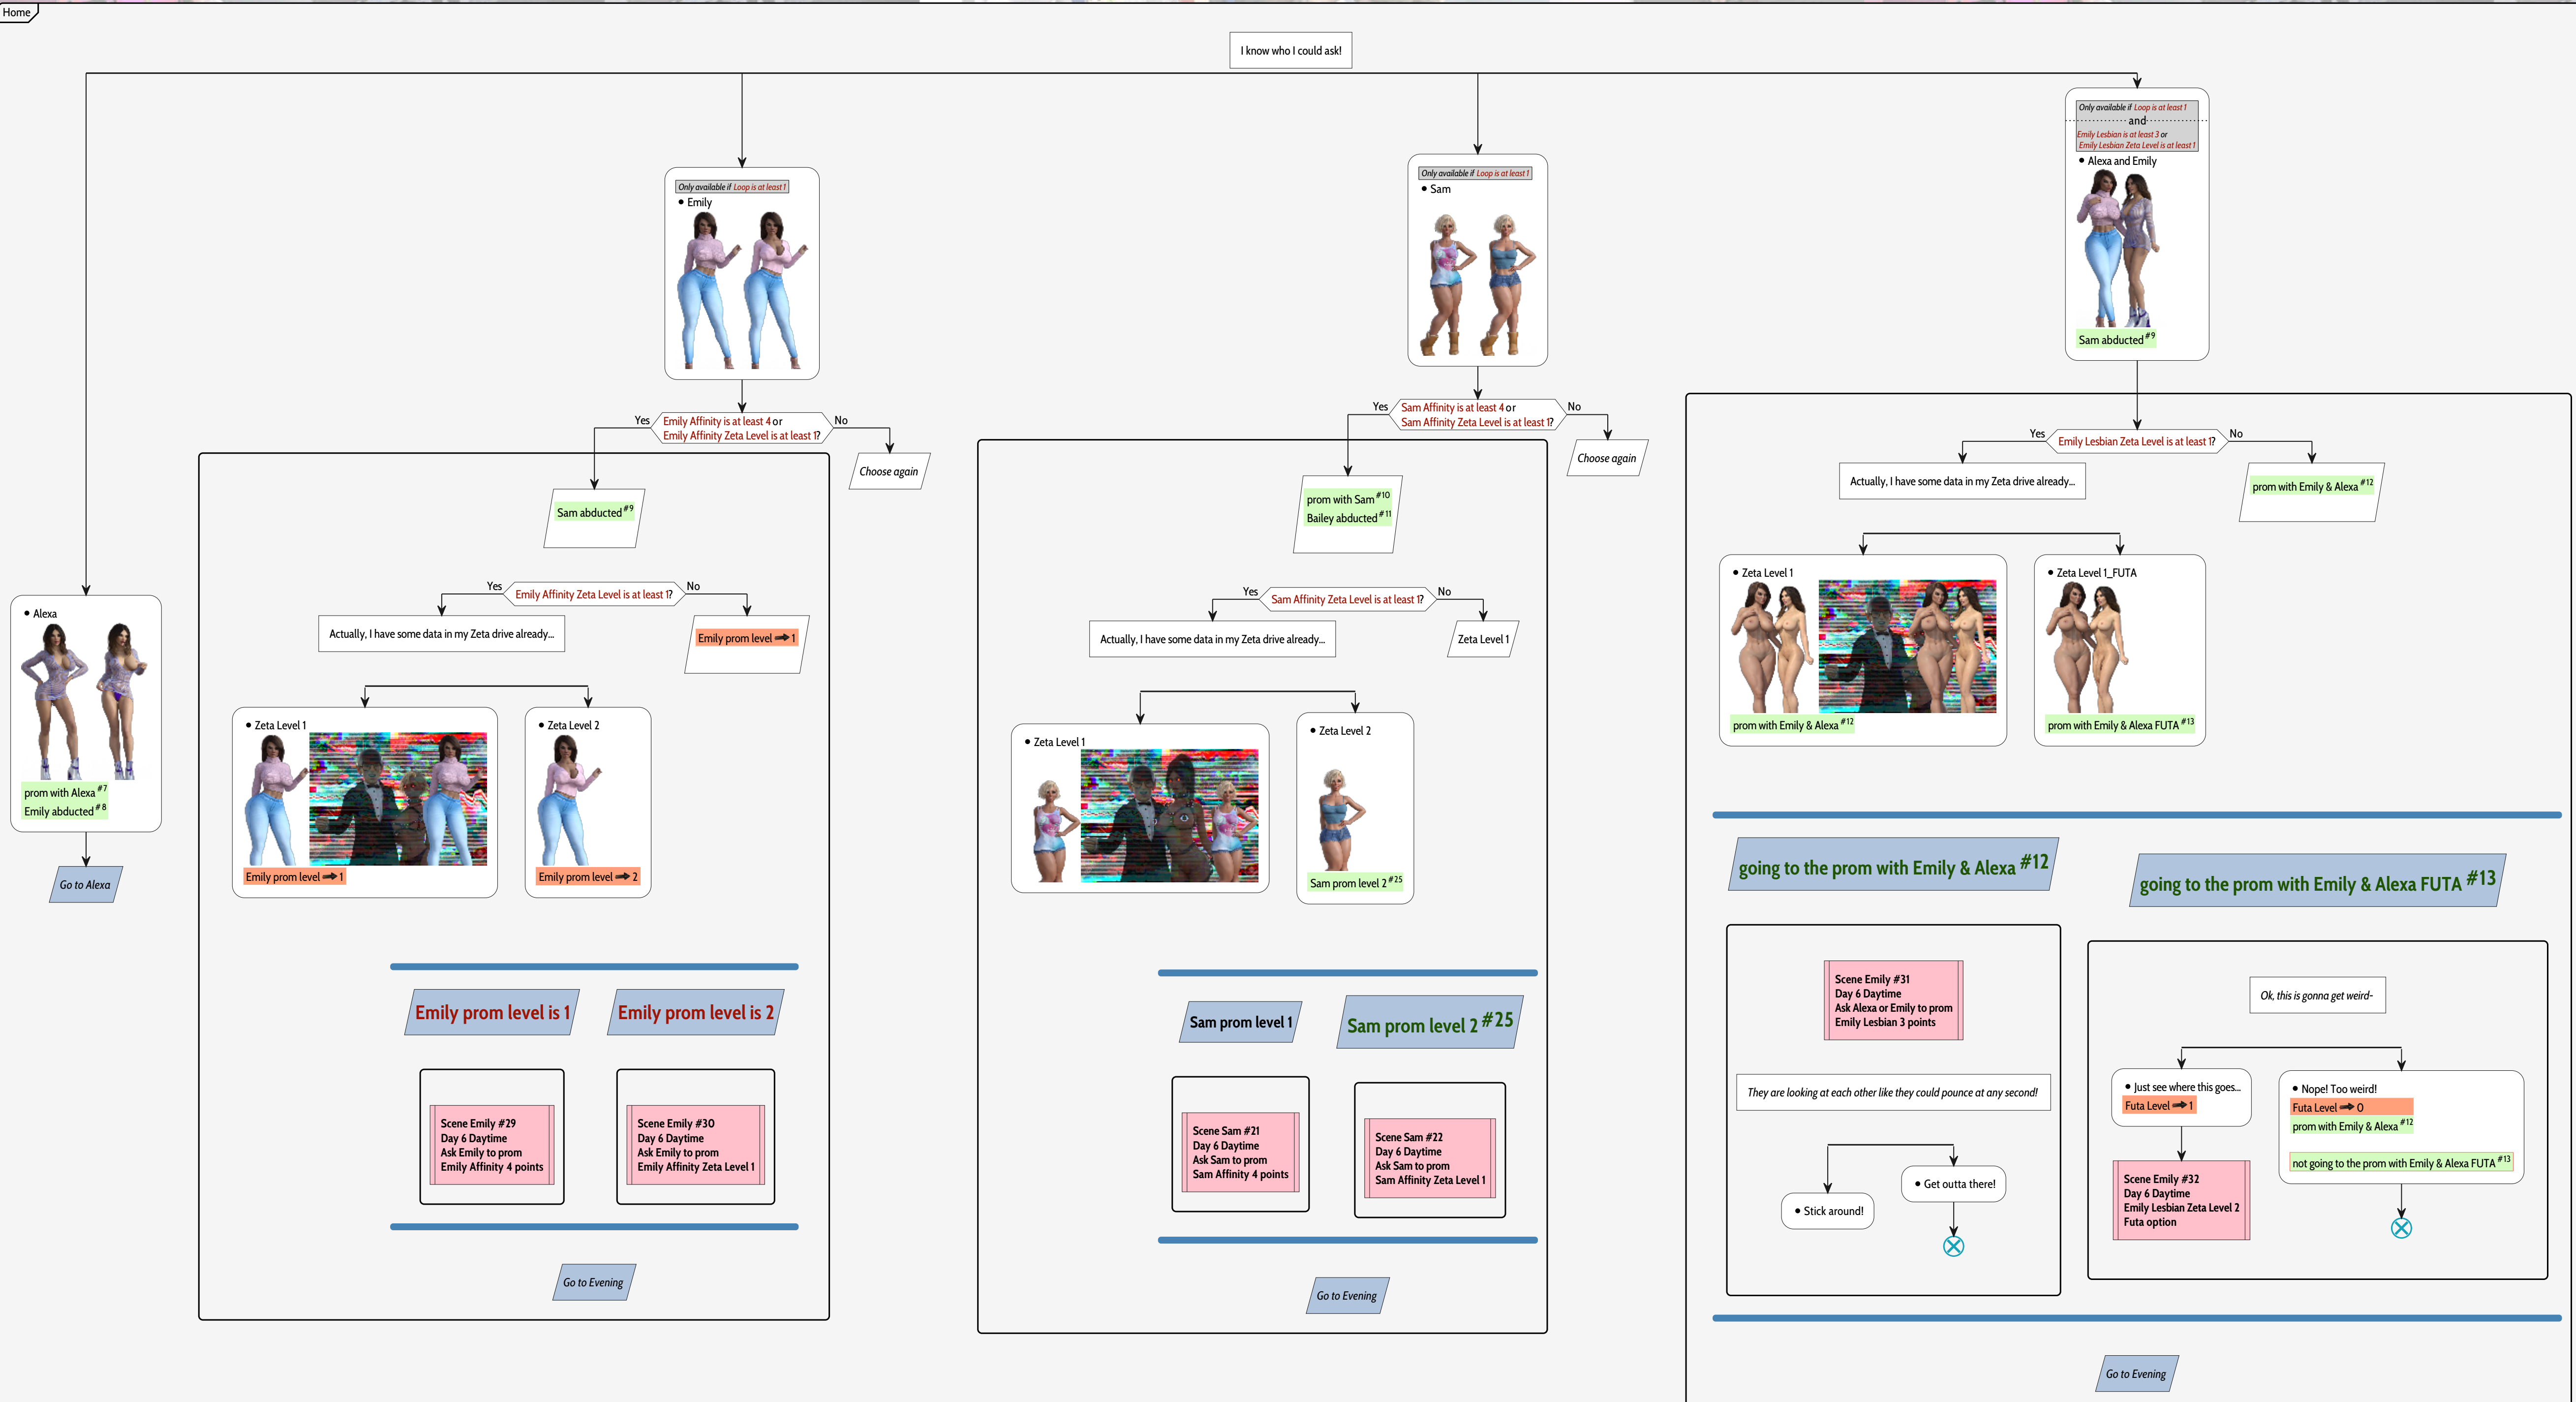 Home
I know who I could ask!
Alexa
prom with Alexa #7
Emily abducted #8
Go to Alexa
Only available if Loop is at least 1
Emily
Yes
Emily Affinity is at least 4 or
Emily Affinity Zeta Level is at least 1?
No
Choose again
Sam abducted #9
Yes
Emily Affinity Zeta Level is at least 1?
No
Actually, I have some data in my Zeta drive already...
Emily prom level 1
Zeta Level 1
Emily prom level 1
Zeta Level 2
Emily prom level 2
Emily prom level is 1
Emily prom level is 2
Scene Emily #29
Day 6 Daytime
Ask Emily to prom
Emily Affinity 4 points
Scene Emily #30
Day 6 Daytime
Ask Emily to prom
Emily Affinity Zeta Level 1
Go to Evening
Only available if Loop is at least 1
Sam
Yes
Sam Affinity is at least 4 or
Sam Affinity Zeta Level is at least 1?
No
Choose again
prom with Sam #10
Bailey abducted #11
Yes
Sam Affinity Zeta Level is at least 1?
No
Actually, I have some data in my Zeta drive already...
Zeta Level 1
Zeta Level 1
Zeta Level 2
Sam prom level 2 #25
Sam prom level 1
Sam prom level 2 #25
Scene Sam #21
Day 6 Daytime
Ask Sam to prom
Sam Affinity 4 points
Scene Sam #22
Day 6 Daytime
Ask Sam to prom
Sam Affinity Zeta Level 1
Go to Evening
Only available if Loop is at least 1
and
Emily Lesbian is at least 3 or
Emily Lesbian Zeta Level is at least 1
Alexa and Emily
Sam abducted #9
Yes
Emily Lesbian Zeta Level is at least 1?
No
Actually, I have some data in my Zeta drive already...
prom with Emily & Alexa #12
Zeta Level 1
prom with Emily & Alexa #12
Zeta Level 1_FUTA
prom with Emily & Alexa FUTA #13
going to the prom with Emily & Alexa #12
going to the prom with Emily & Alexa FUTA #13
Scene Emily #31
Day 6 Daytime
Ask Alexa or Emily to prom
Emily Lesbian 3 points
They are looking at each other like they could pounce at any second!
Stick around!
Get outta there!
Ok, this is gonna get weird-
Just see where this goes...
Futa Level 1
Scene Emily #32
Day 6 Daytime
Emily Lesbian Zeta Level 2
Futa option
Nope! Too weird!
Futa Level 0
prom with Emily & Alexa #12
not going to the prom with Emily & Alexa FUTA #13
Go to Evening